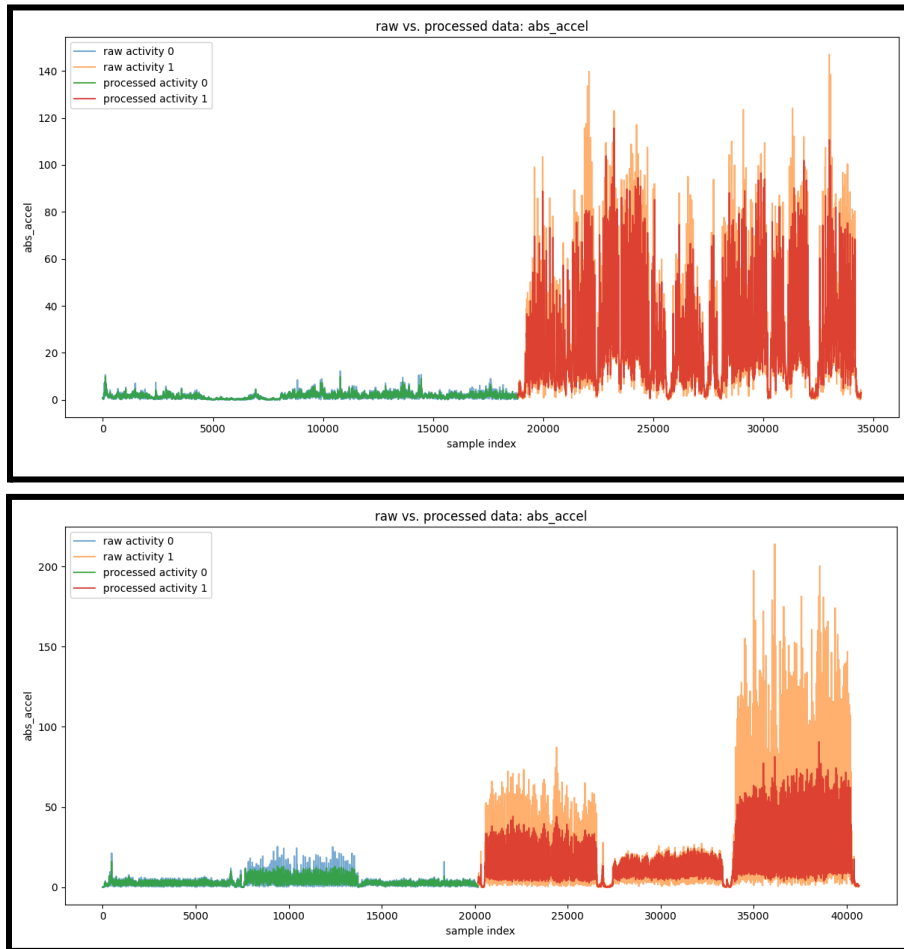 raw vs. processed data: abs_accel
raw activity 0
raw activity 1
processed activity 0
processed activity 1
140
120
100
80
60
40
20
0
abs_accel
0 5000 10000 15000 20000 25000 30000 35000
sample index
raw vs. processed data: abs_accel
raw activity 0
raw activity 1
processed activity 0
processed activity 1
200
150
100
50
0
abs_accel
0 5000 10000 15000 20000 25000 30000 35000 40000
sample index